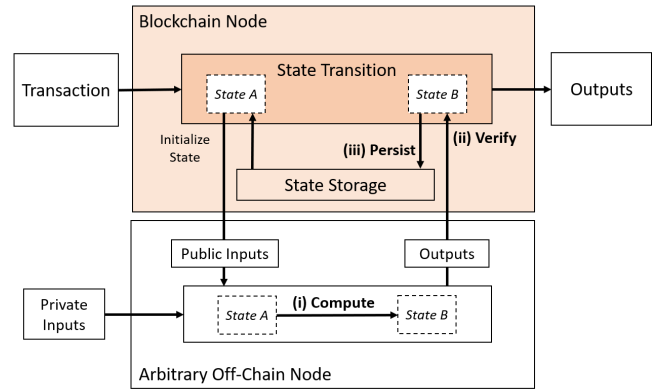 Blockchain Node
State Transition
Transaction
State A
State B
Outputs
Initialize
State
(iii) Persist
(ii) Verify
State Storage
Public Inputs
Outputs
Private
Inputs
(i) Compute
State A
State B
Arbitrary Off-Chain Node